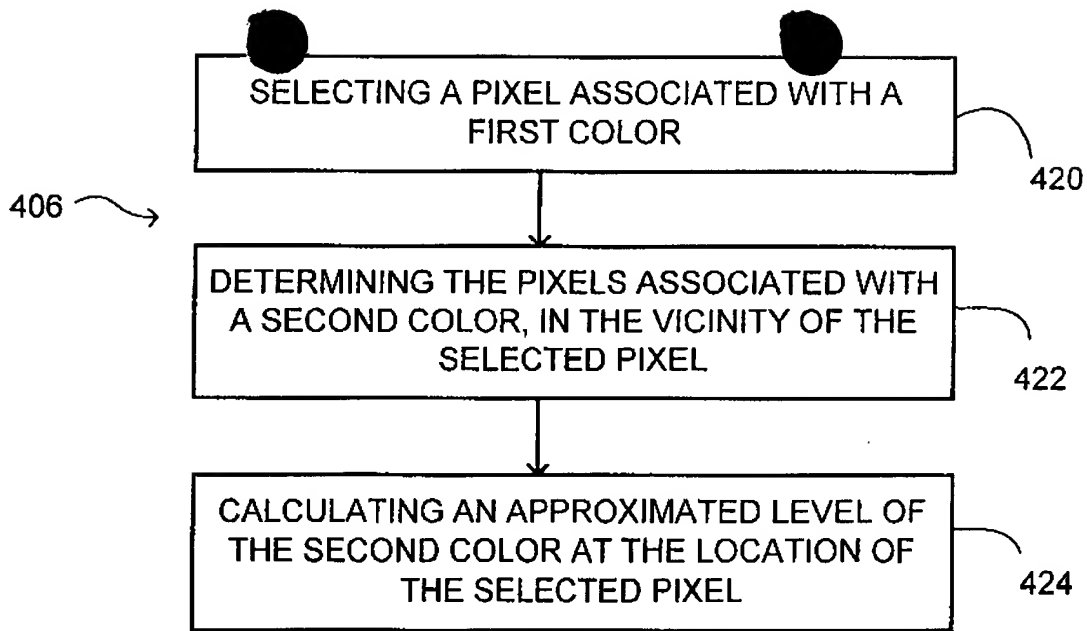 SELECTING A PIXEL ASSOCIATED WITH A
FIRST COLOR
420
406
DETERMINING THE PIXELS ASSOCIATED WITH
A SECOND COLOR, IN THE VICINITY OF THE
SELECTED PIXEL
422
CALCULATING AN APPROXIMATED LEVEL OF
THE SECOND COLOR AT THE LOCATION OF
THE SELECTED PIXEL
424